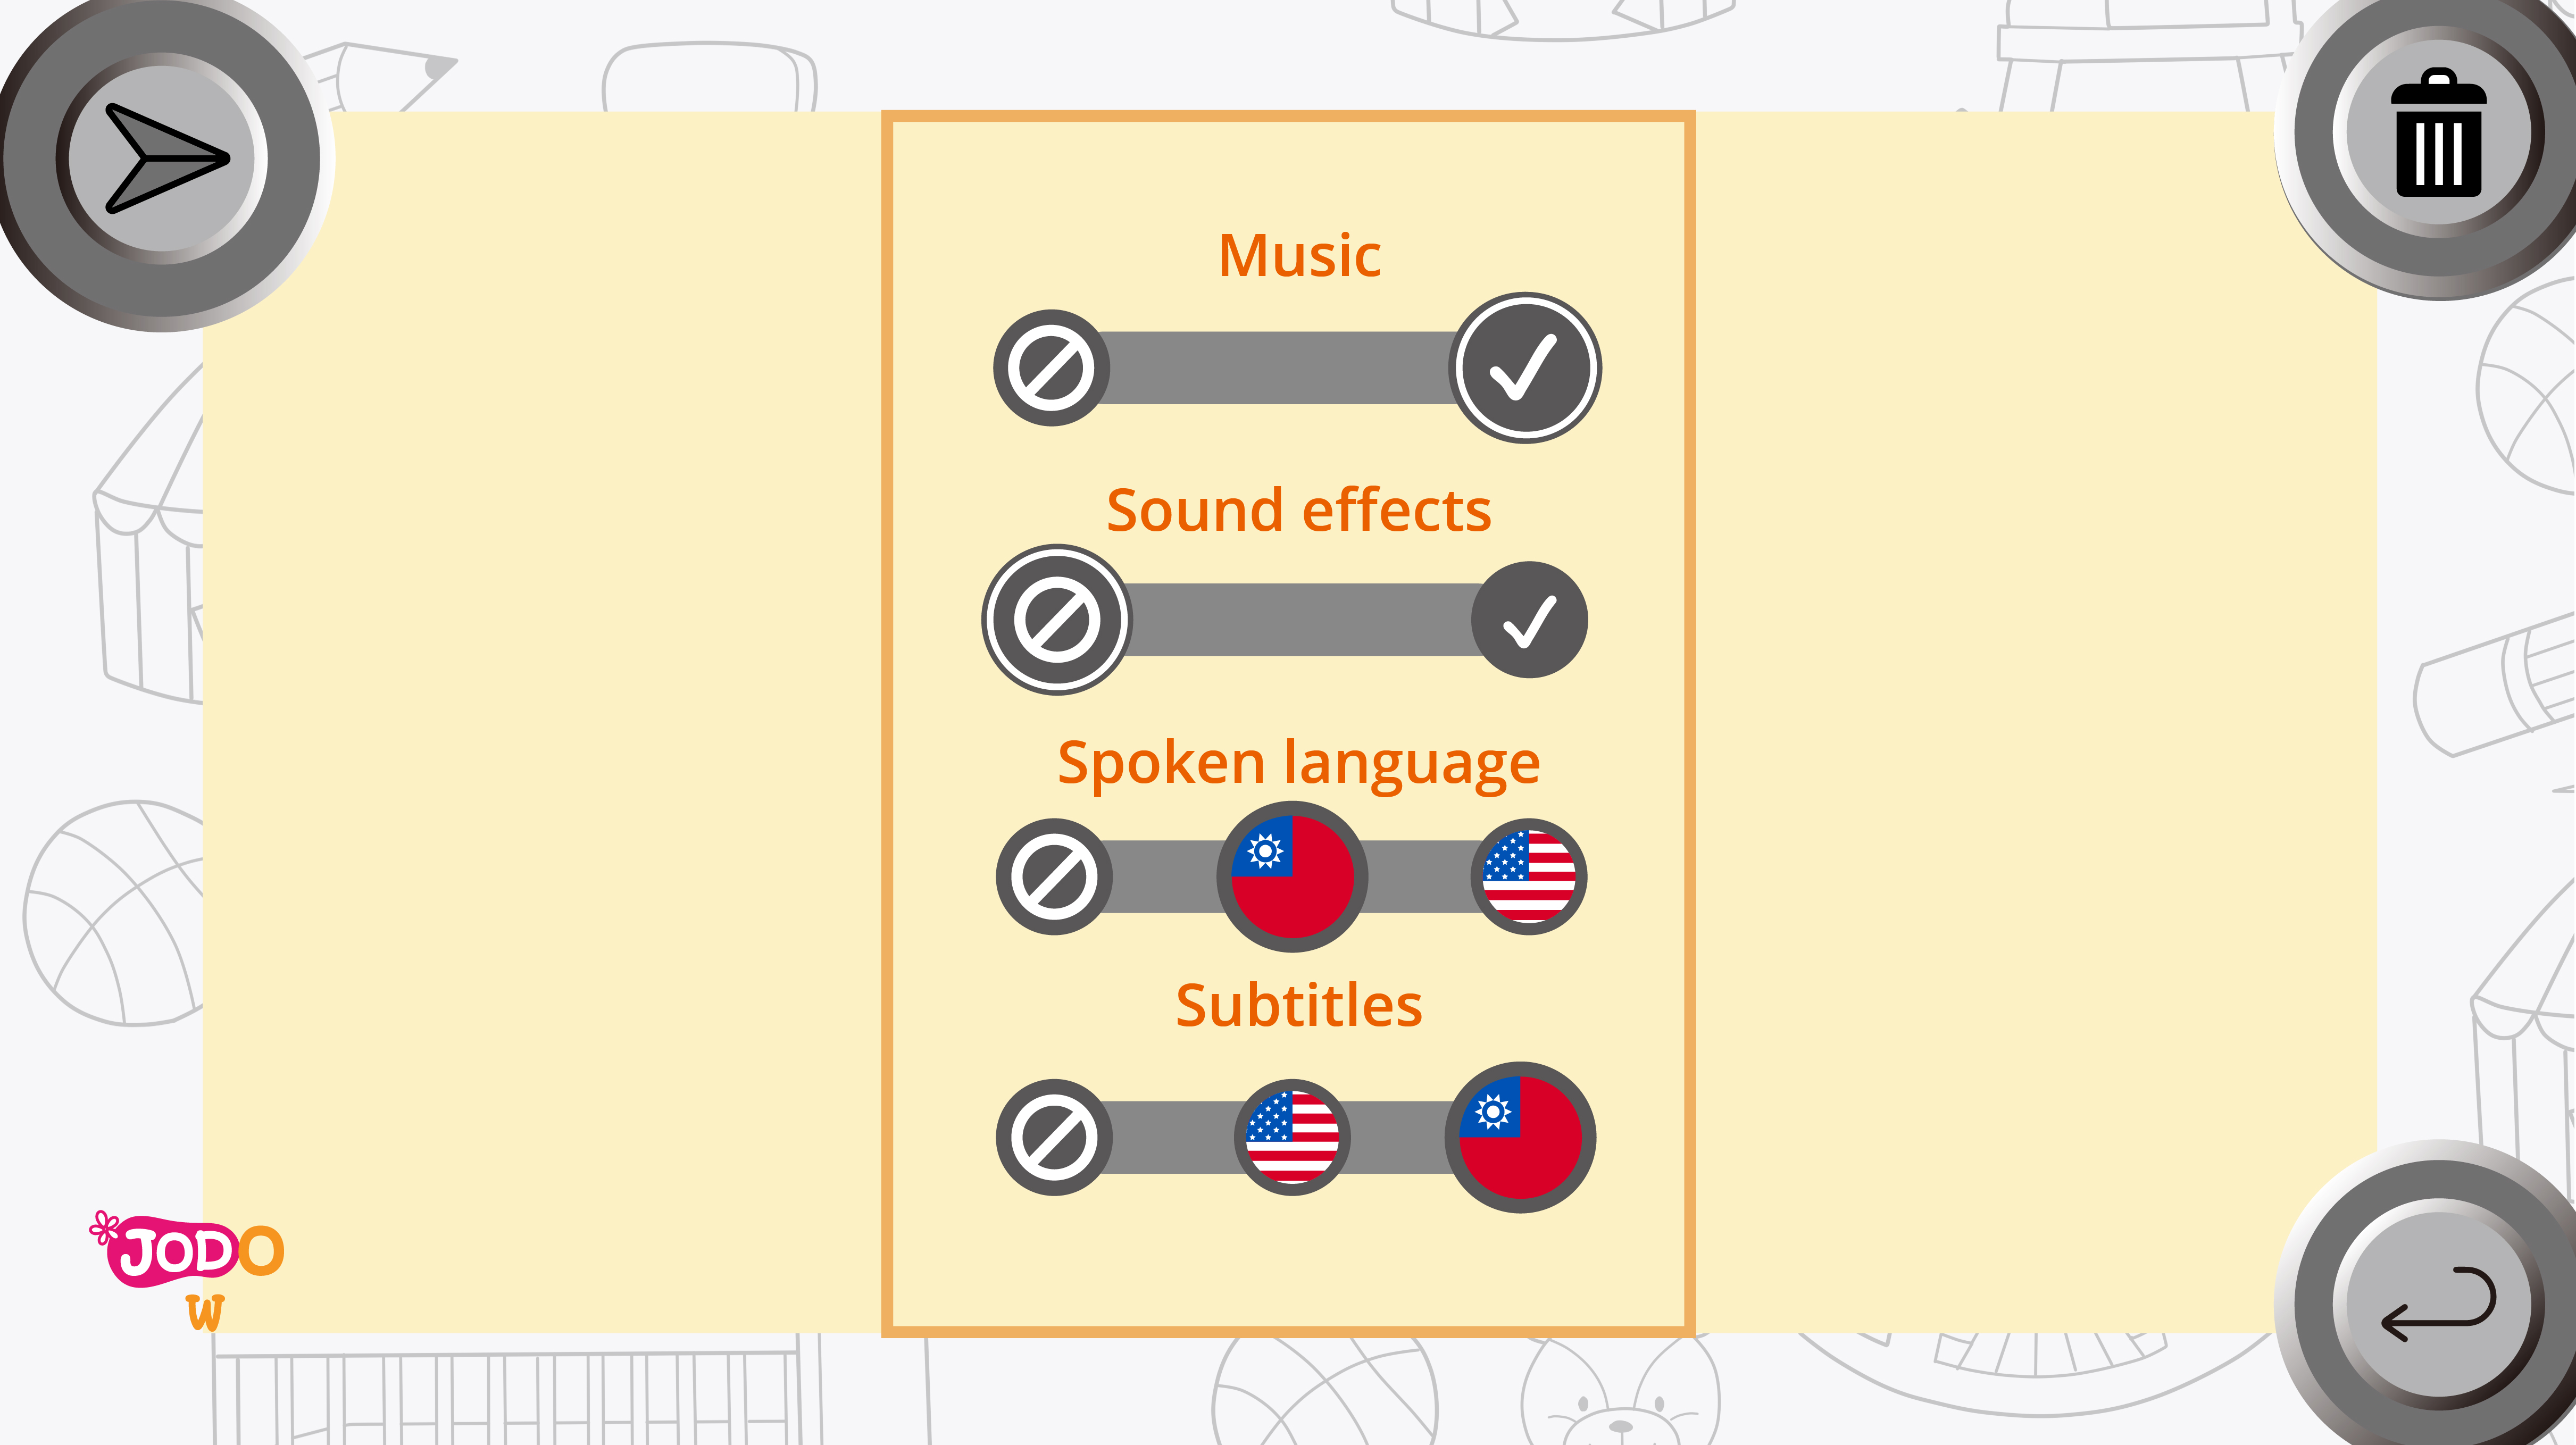 Music
Sound effects
Spoken language
Subtitles
JODO
W